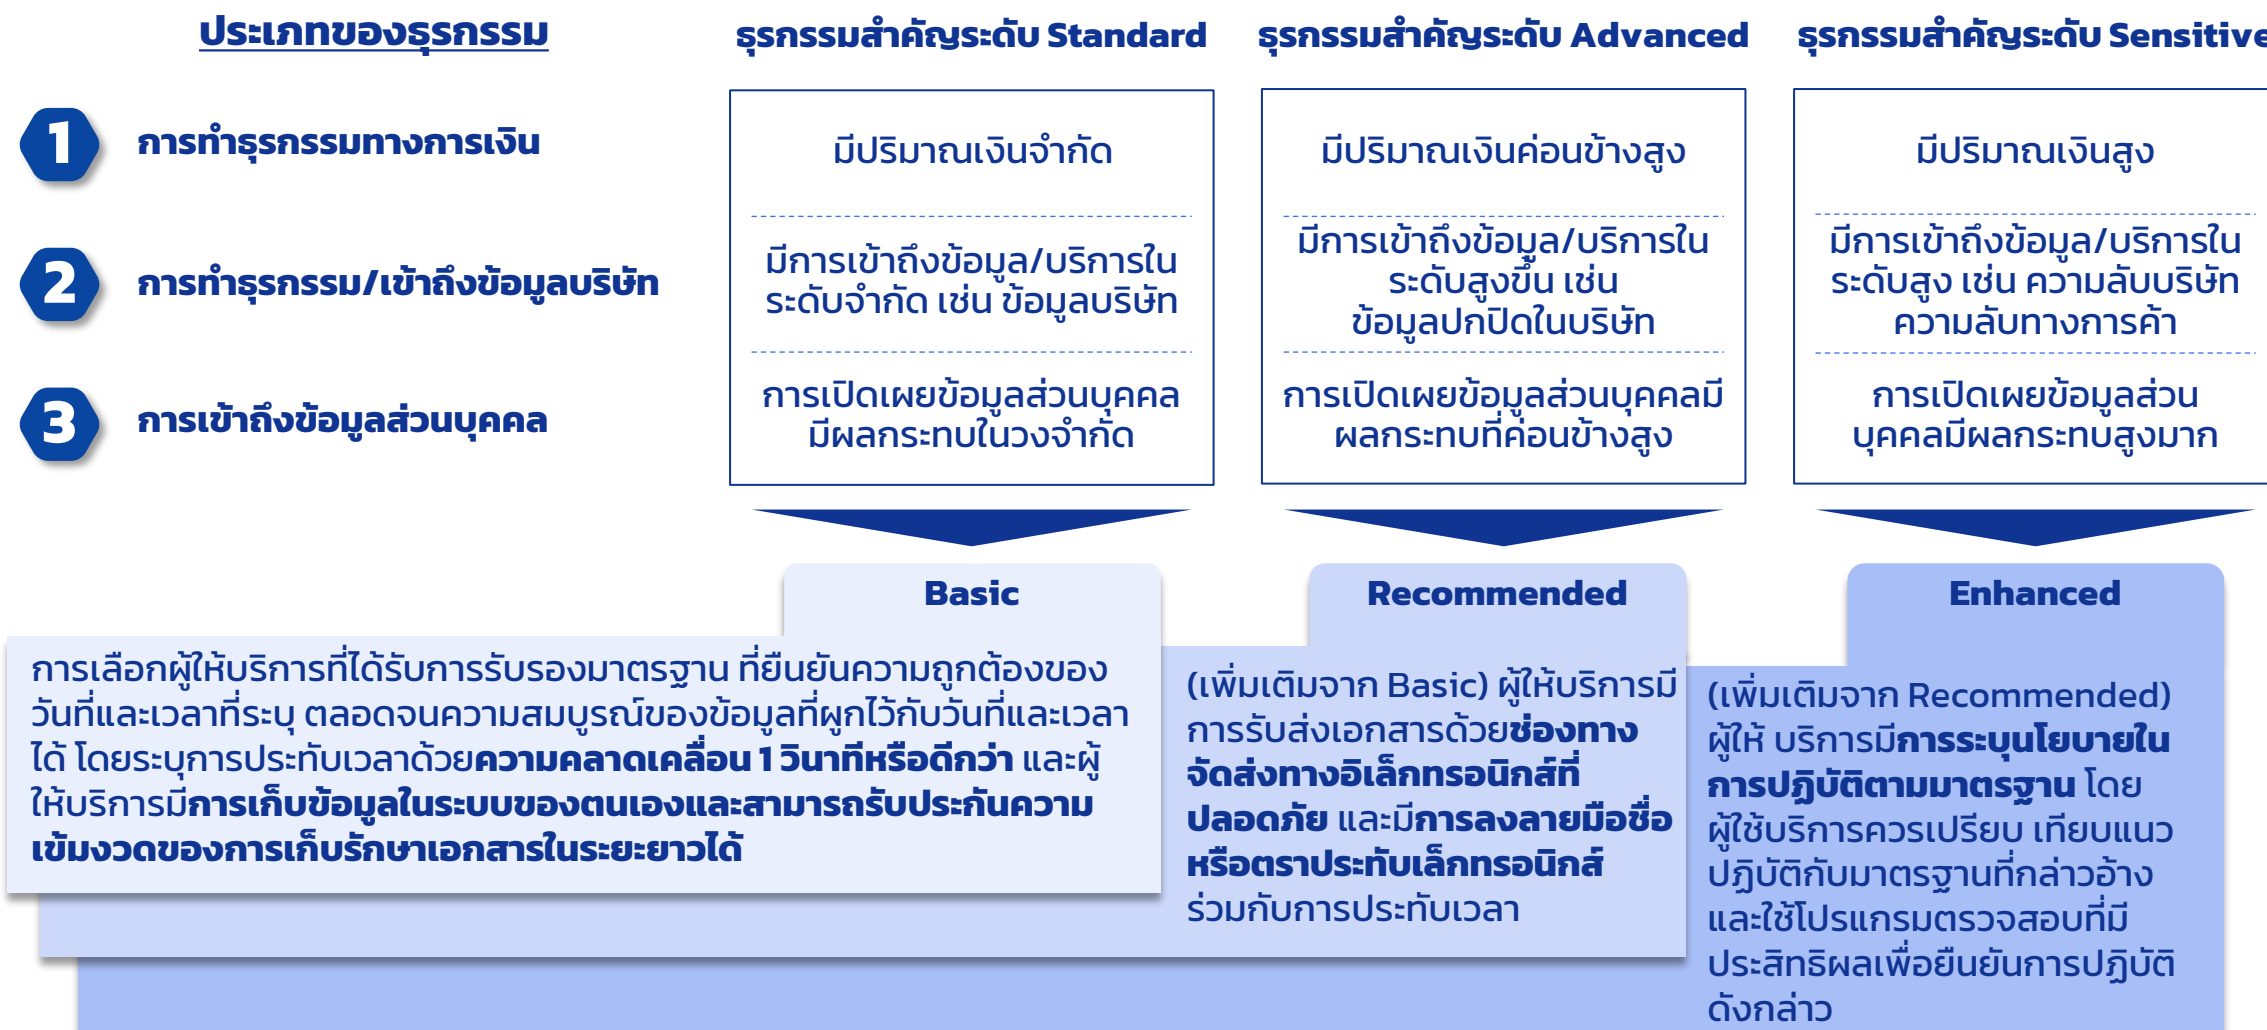 ประเภทของธุรกรรม
ธุรกรรมสำคัญระดับ Standard
ธุรกรรมสำคัญระดับ Advanced
ธุรกรรมสำคัญระดับ Sensitive
1
การทำธุรกรรมทางการเงิน
มีปริมาณเงินจำกัด
มีปริมาณเงินค่อนข้างสูง
มีปริมาณเงินสูง
2
การทำธุรกรรม/เข้าถึงข้อมูลบริษัท
มีการเข้าถึงข้อมูล/บริการใน
ระดับจำกัด เช่น ข้อมูลบริษัท
มีการเข้าถึงข้อมูล/บริการใน
ระดับสูงขึ้น เช่น
ข้อมูลปกปิดในบริษัท
มีการเข้าถึงข้อมูล/บริการใน
ระดับสูง เช่น ความลับบริษัท
ความลับทางการค้า
3
การเข้าถึงข้อมูลส่วนบุคคล
การเปิดเผยข้อมูลส่วนบุคคล
มีผลกระทบในวงจำกัด
การเปิดเผยข้อมูลส่วนบุคคลมี
ผลกระทบที่ค่อนข้างสูง
การเปิดเผยข้อมูลส่วน
บุคคลมีผลกระทบสูงมาก
Basic
การเลือกผู้ให้บริการที่ได้รับการรับรองมาตรฐาน ที่ยืนยันความถูกต้องของ
วันที่และเวลาที่ระบุ ตลอดจนความสมบูรณ์ของข้อมูลที่ผูกไว้กับวันที่และเวลา
ได้ โดยระบุการประทับเวลาด้วยความคลาดเคลื่อน 1 วินาทีหรือดีกว่า และผู้
ให้บริการมีการเก็บข้อมูลในระบบของตนเองและสามารถรับประกันความ
เข้มงวดของการเก็บรักษาเอกสารในระยะยาวได้
Recommended
(เพิ่มเติมจาก Basic) ผู้ให้บริการมี
การรับส่งเอกสารด้วยช่องทาง
จัดส่งทางอิเล็กทรอนิกส์ที่
ปลอดภัย และมีการลงลายมือชื่อ
หรือตราประทับเล็กทรอนิกส์
ร่วมกับการประทับเวลา
Enhanced
(เพิ่มเติมจาก Recommended)
ผู้ให้ บริการมีการระบุนโยบายใน
การปฏิบัติตามมาตรฐาน โดย
ผู้ใช้บริการควรเปรียบ เทียบแนว
ปฏิบัติกับมาตรฐานที่กล่าวอ้าง
และใช้โปรแกรมตรวจสอบที่มี
ประสิทธิผลเพื่อยืนยันการปฏิบัติ
ดังกล่าว